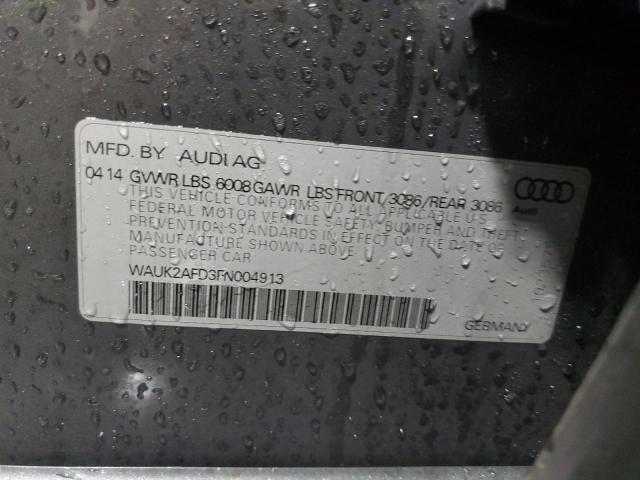 MFD. BY AUDI AG
04 14 GVWR LBS 6008 GAWR LBS FRONT 3086/REAR 3086
Audi
THIS VEHICLE CONFORMS TO ALL APPLICABLE U.S.
FEDERAL MOTOR VEHICLE SAFETY, BUMPER AND THEFT
PREVENTION STANDARDS IN EFFECT ON THE DATE OF
MANUFACTURE SHOWN ABOVE
PASSENGER CAR
WAUK2AFD3FN004913
GERMANY